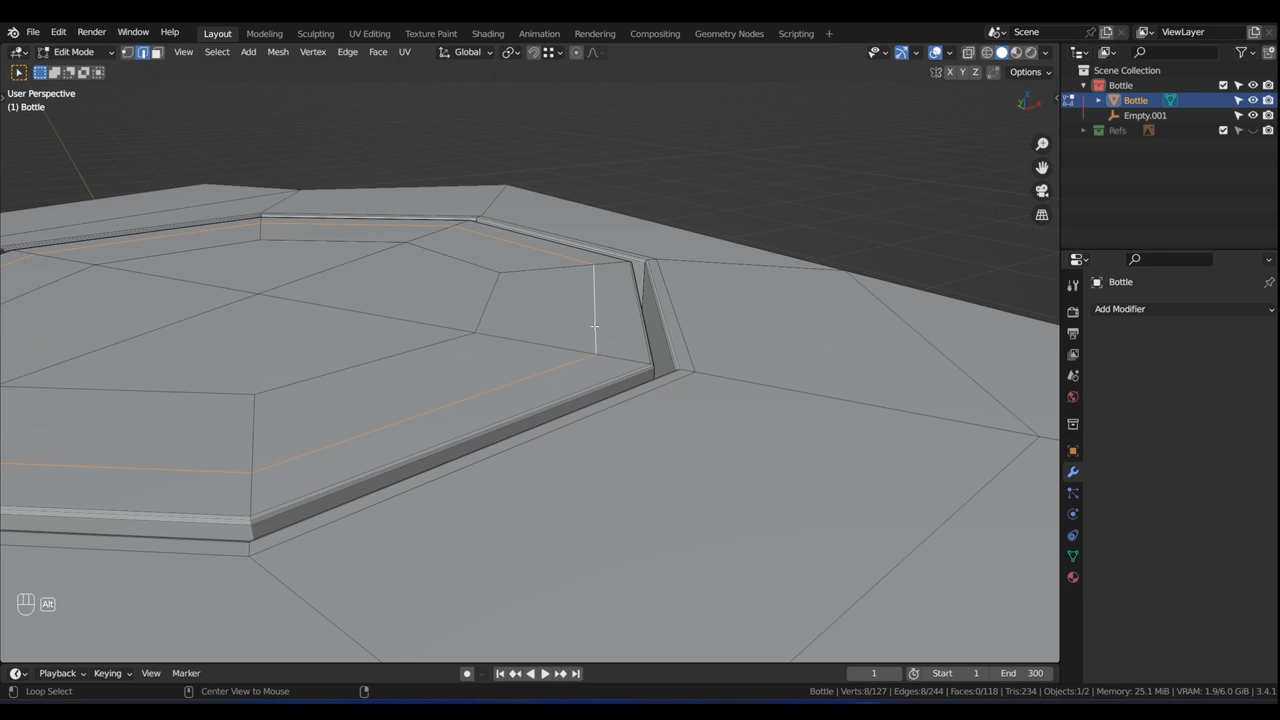 File Edit Render Window Help Layout Modeling Sculpting UV Editing Texture Paint Shading Animation Rendering Compositing Geometry Nodes Scripting + Scene ViewLayer
Edit Mode View Select Add Mesh Vertex Edge Face UV Global
X Y Z Options
Scene Collection
Bottle
Bottle
Empty.001
Refs
User Perspective
(1) Bottle
Z
Y
X
Bottle
Add Modifier
Alt
Playback Keying View Marker 1 Start 1 End 300
Loop Select Center View to Mouse Bottle | Verts:8/127 | Edges:8/244 | Faces:0/118 | Tris:234 | Objects:1/2 | Memory: 25.1 MiB | VRAM: 1.9/6.0 GiB | 3.4.1